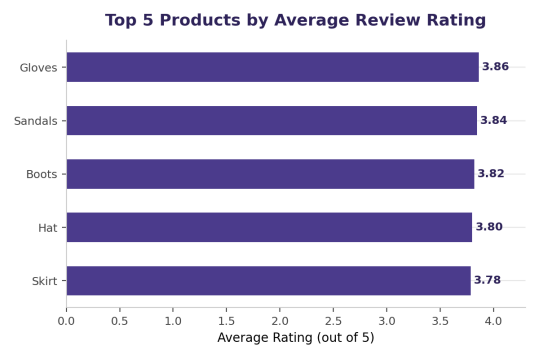 Top 5 Products by Average Review Rating
Gloves 3.86
Sandals 3.84
Boots 3.82
Hat 3.80
Skirt 3.78
0.0 0.5 1.0 1.5 2.0 2.5 3.0 3.5 4.0
Average Rating (out of 5)